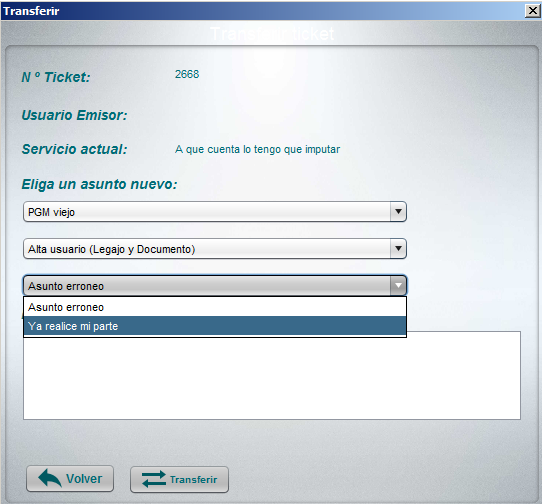 Transferir
Transferir ticket
N º Ticket:
2668
Usuario Emisor:
Servicio actual:
A que cuenta lo tengo que imputar
Eliga un asunto nuevo:
PGM viejo
Alta usuario (Legajo y Documento)
Asunto erroneo
Asunto erroneo
Ya realice mi parte
Volver
Transferir